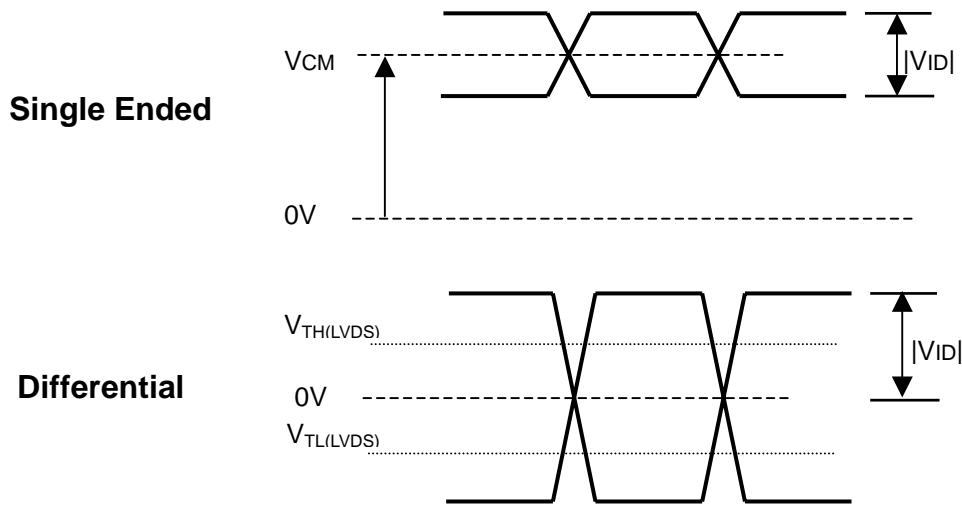 VCM
|VID|
Single Ended
0V
VTH(LVDS)
|VID|
Differential
0V
VTL(LVDS)